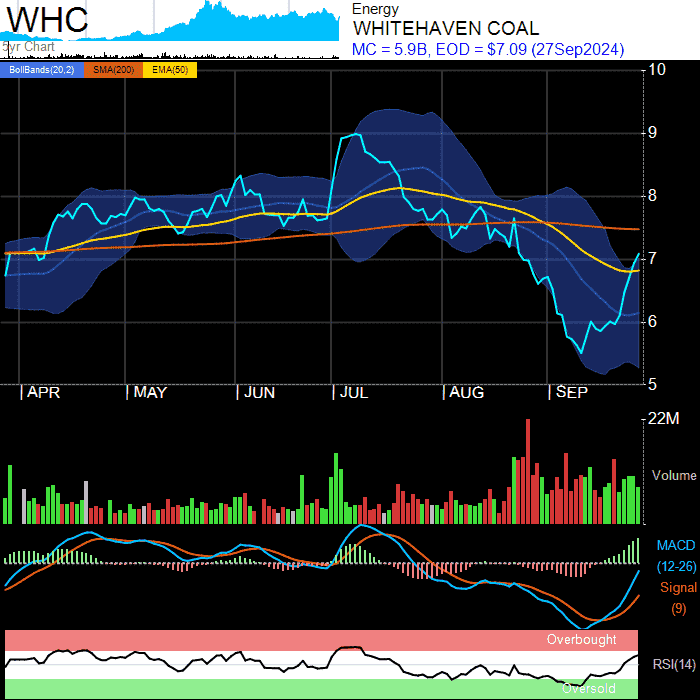 WHC
5yr Chart
Energy
WHITEHAVEN COAL
MC = 5.9B, EOD = $7.09 (27Sep2024)
BollBands(20,2) SMA(200) EMA(50)
10
9
8
7
6
5
APR MAY JUN JUL AUG SEP
22M
Volume
MACD
(12-26)
Signal
(9)
Overbought
RSI(14)
Oversold